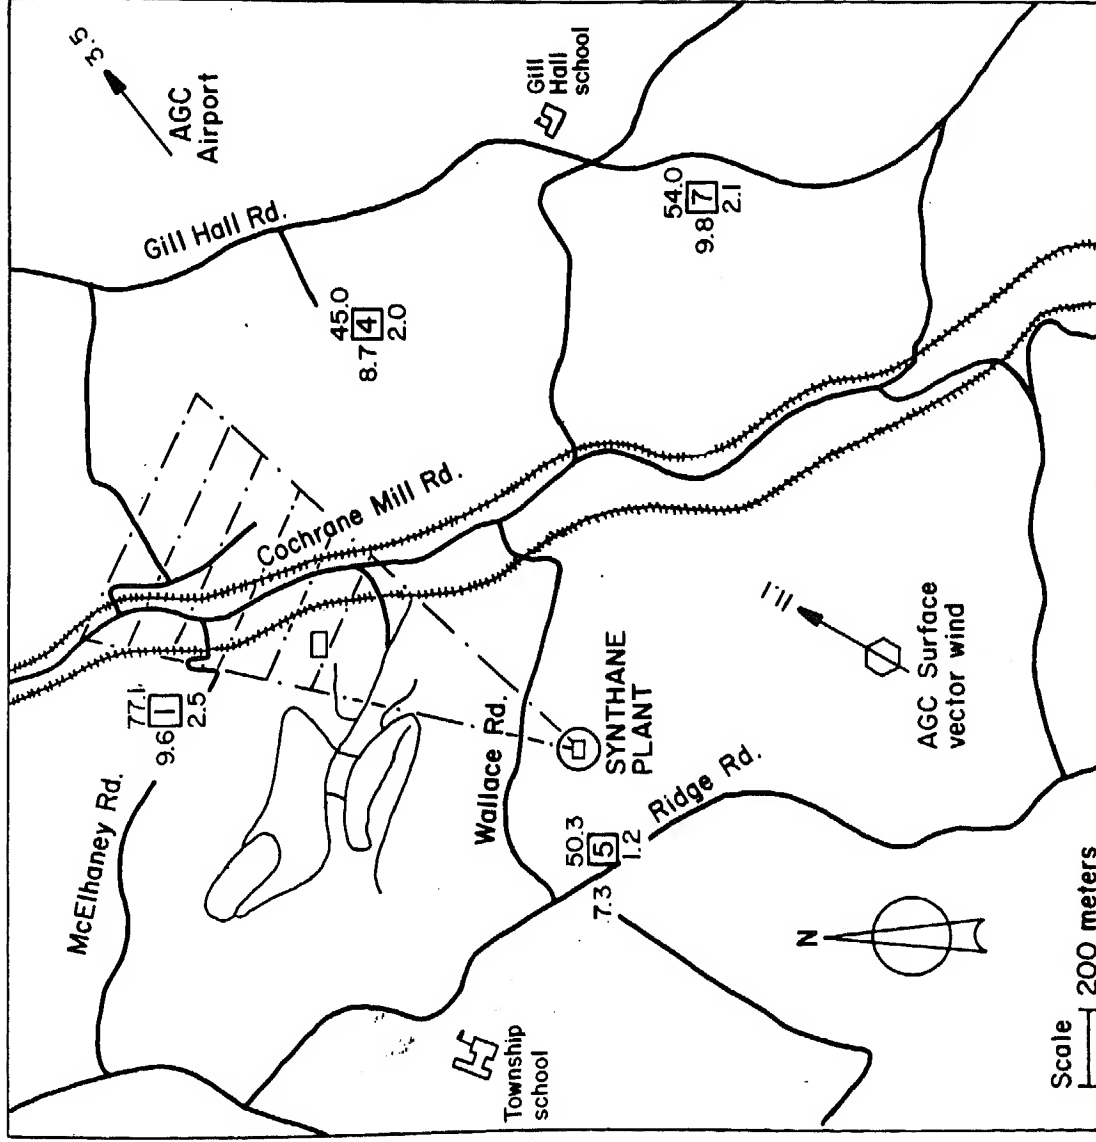 3.5
AGC
Airport
Gill
Hall
school
Gill Hall Rd.
54.0
9.8 7
2.1
45.0
8.7 4
2.0
Cochrane Mill Rd.
77.1
9.6 1
2.5
McElhaney Rd.
Wallace Rd.
SYNTHANE
PLANT
AGC Surface
vector wind
50.3
7.3 5
1.2
Ridge Rd.
N
Township
school
Scale
200 meters